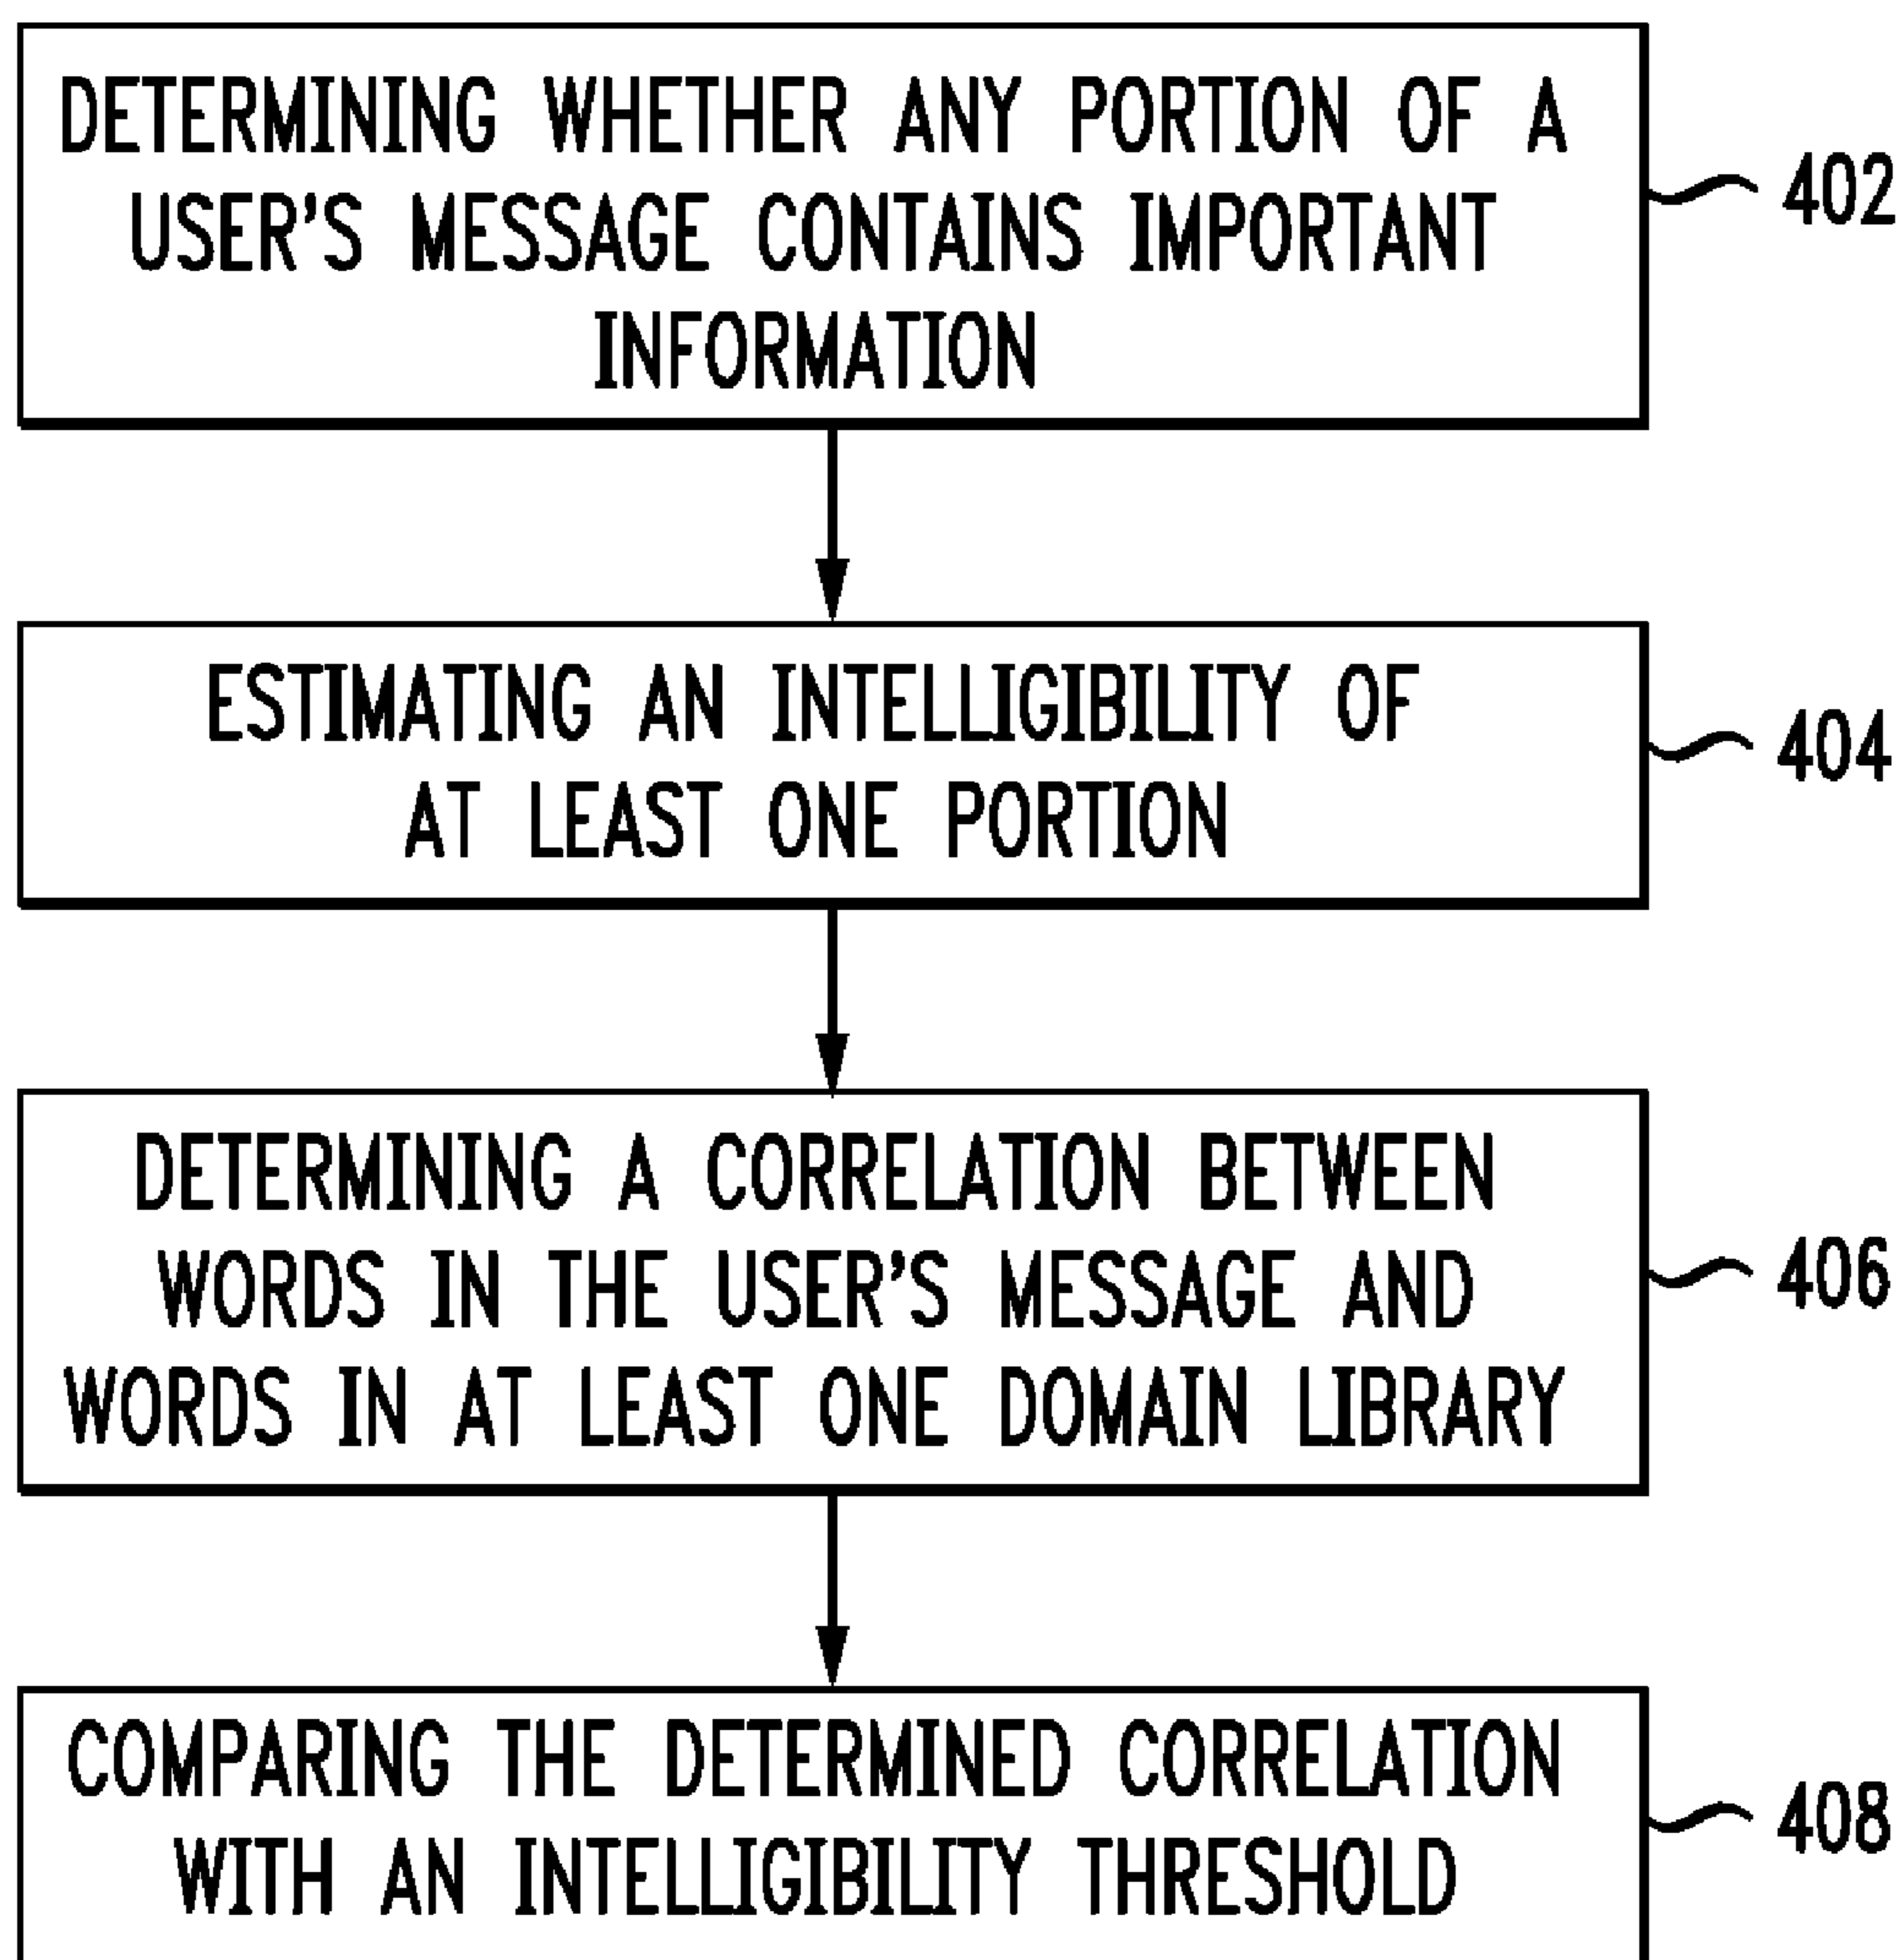 DETERMINING WHETHER ANY PORTION OF A
USER'S MESSAGE CONTAINS IMPORTANT
INFORMATION
402
ESTIMATING AN INTELLIGIBILITY OF
AT LEAST ONE PORTION
404
DETERMINING A CORRELATION BETWEEN
WORDS IN THE USER'S MESSAGE AND
WORDS IN AT LEAST ONE DOMAIN LIBRARY
406
COMPARING THE DETERMINED CORRELATION
WITH AN INTELLIGIBILITY THRESHOLD
408